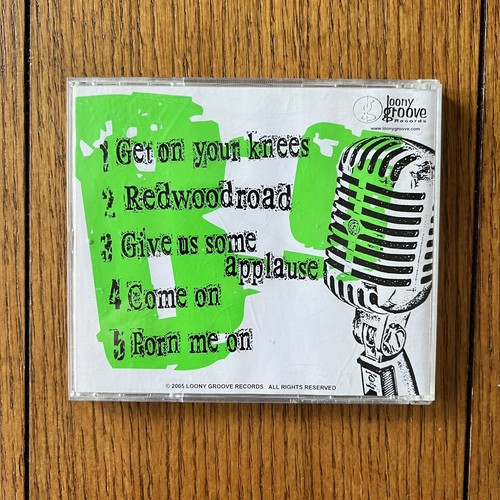 loony
groove
Records
www.loonygroove.com
1 Get on your knees
2 Redwoodroad
3 Give us some
applause
4 Come on
5 Porn me on
© 2005 LOONY GROOVE RECORDS ALL RIGHTS RESERVED